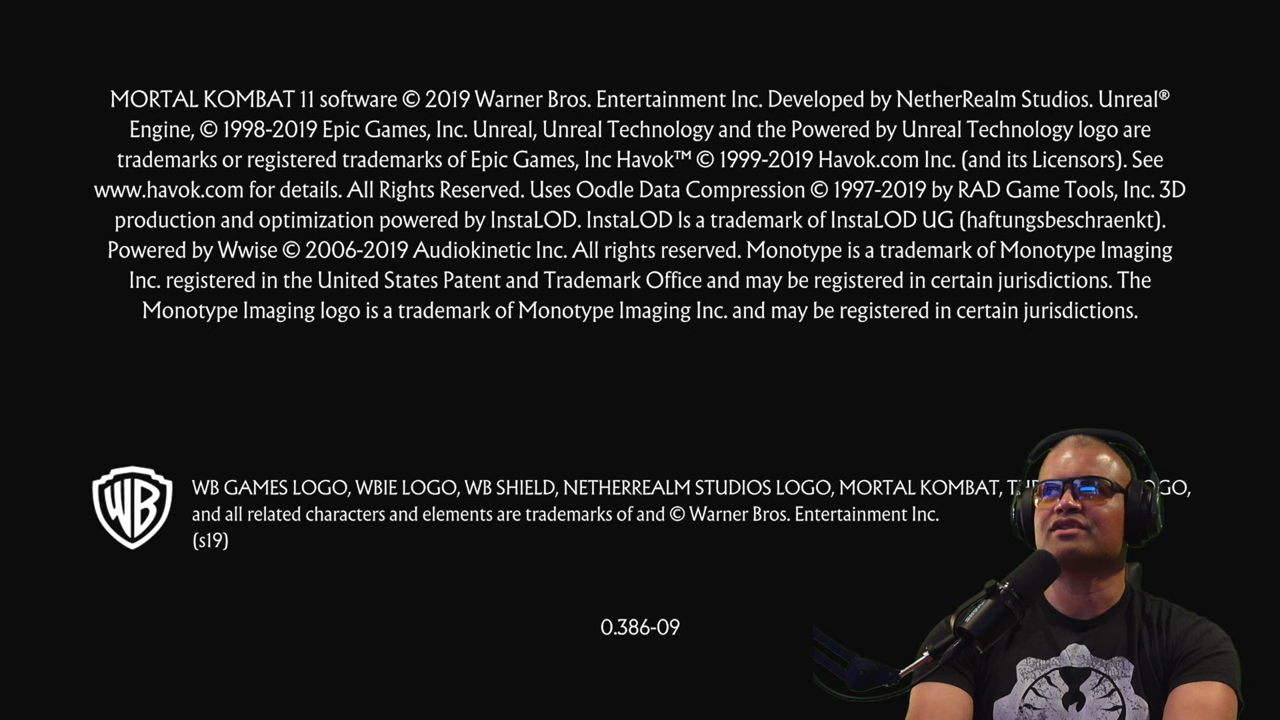 MORTAL KOMBAT 11 software © 2019 Warner Bros. Entertainment Inc. Developed by NetherRealm Studios. Unreal®
Engine, © 1998-2019 Epic Games, Inc. Unreal, Unreal Technology and the Powered by Unreal Technology logo are
trademarks or registered trademarks of Epic Games, Inc Havok™ © 1999-2019 Havok.com Inc. (and its Licensors). See
www.havok.com for details. All Rights Reserved. Uses Oodle Data Compression © 1997-2019 by RAD Game Tools, Inc. 3D
production and optimization powered by InstaLOD. InstaLOD Is a trademark of InstaLOD UG (haftungsbeschraenkt).
Powered by Wwise © 2006-2019 Audiokinetic Inc. All rights reserved. Monotype is a trademark of Monotype Imaging
Inc. registered in the United States Patent and Trademark Office and may be registered in certain jurisdictions. The
Monotype Imaging logo is a trademark of Monotype Imaging Inc. and may be registered in certain jurisdictions.
WB
WB GAMES LOGO, WBIE LOGO, WB SHIELD, NETHERREALM STUDIOS LOGO, MORTAL KOMBAT,
and all related characters and elements are trademarks of and © Warner Bros. Entertainment Inc.
(s19)
0.386-09